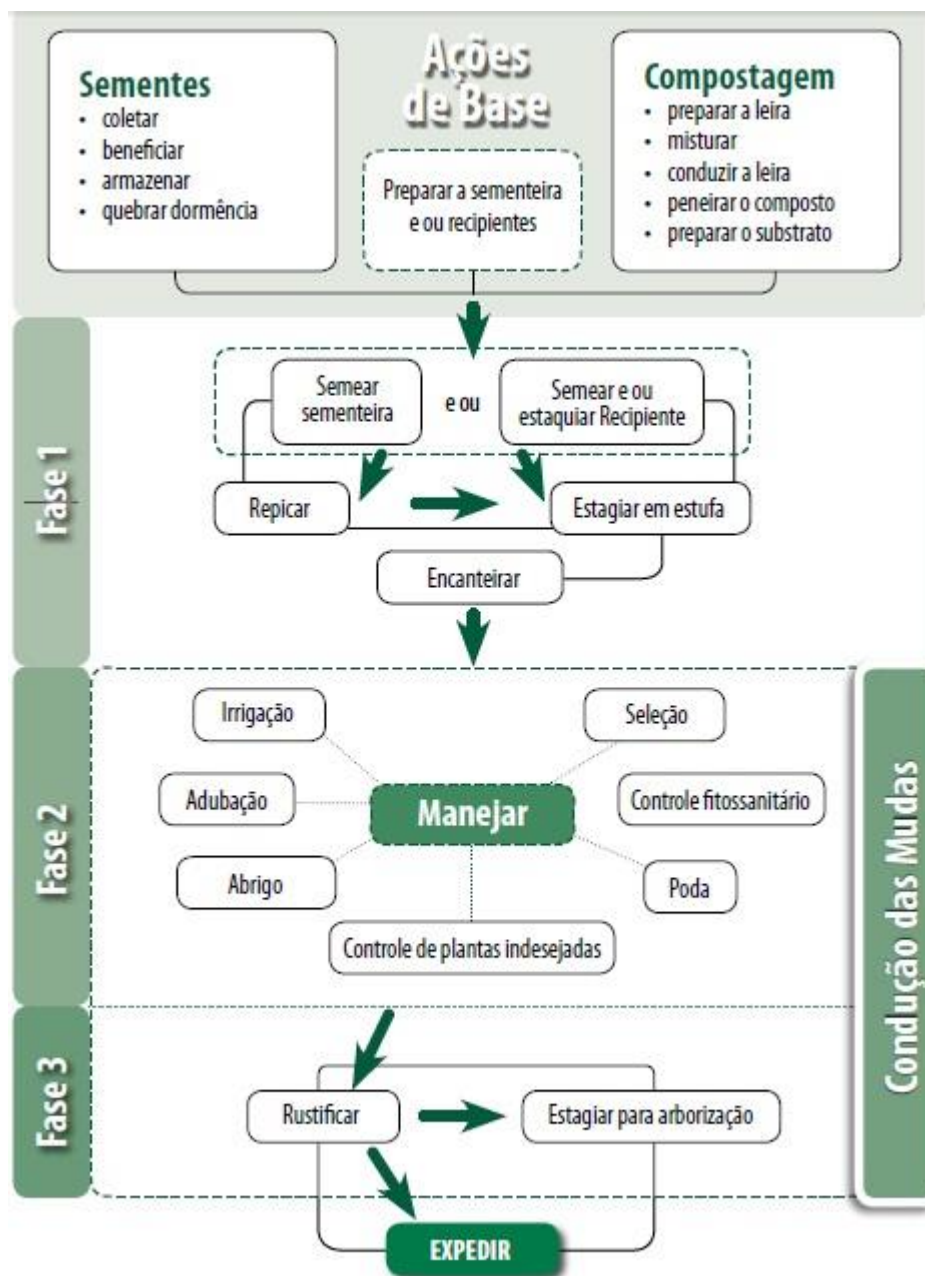 Ações
de Base
Sementes
• coletar
• beneficiar
• armazenar
• quebrar dormência
Preparar a sementeira
e ou recipientes
Compostagem
• preparar a leira
• misturar
• conduzir a leira
• peneirar o composto
• preparar o substrato
Fase 1
Semear
sementeira
e ou
Semear e ou
estaquiar Recipiente
Repicar
Estagiar em estufa
Encanteirar
Fase 2
Irrigação
Seleção
Adubação
Manejar
Controle fitossanitário
Abrigo
Poda
Controle de plantas indesejadas
Condução das Mudas
Fase 3
Rustificar
Estagiar para arborização
EXPEDIR